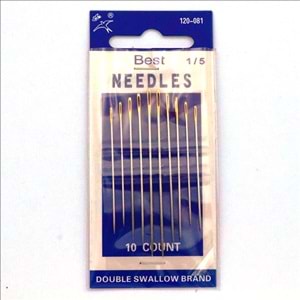 120-081
Best 1/5
NEEDLES
10 COUNT
DOUBLE SWALLOW BRAND